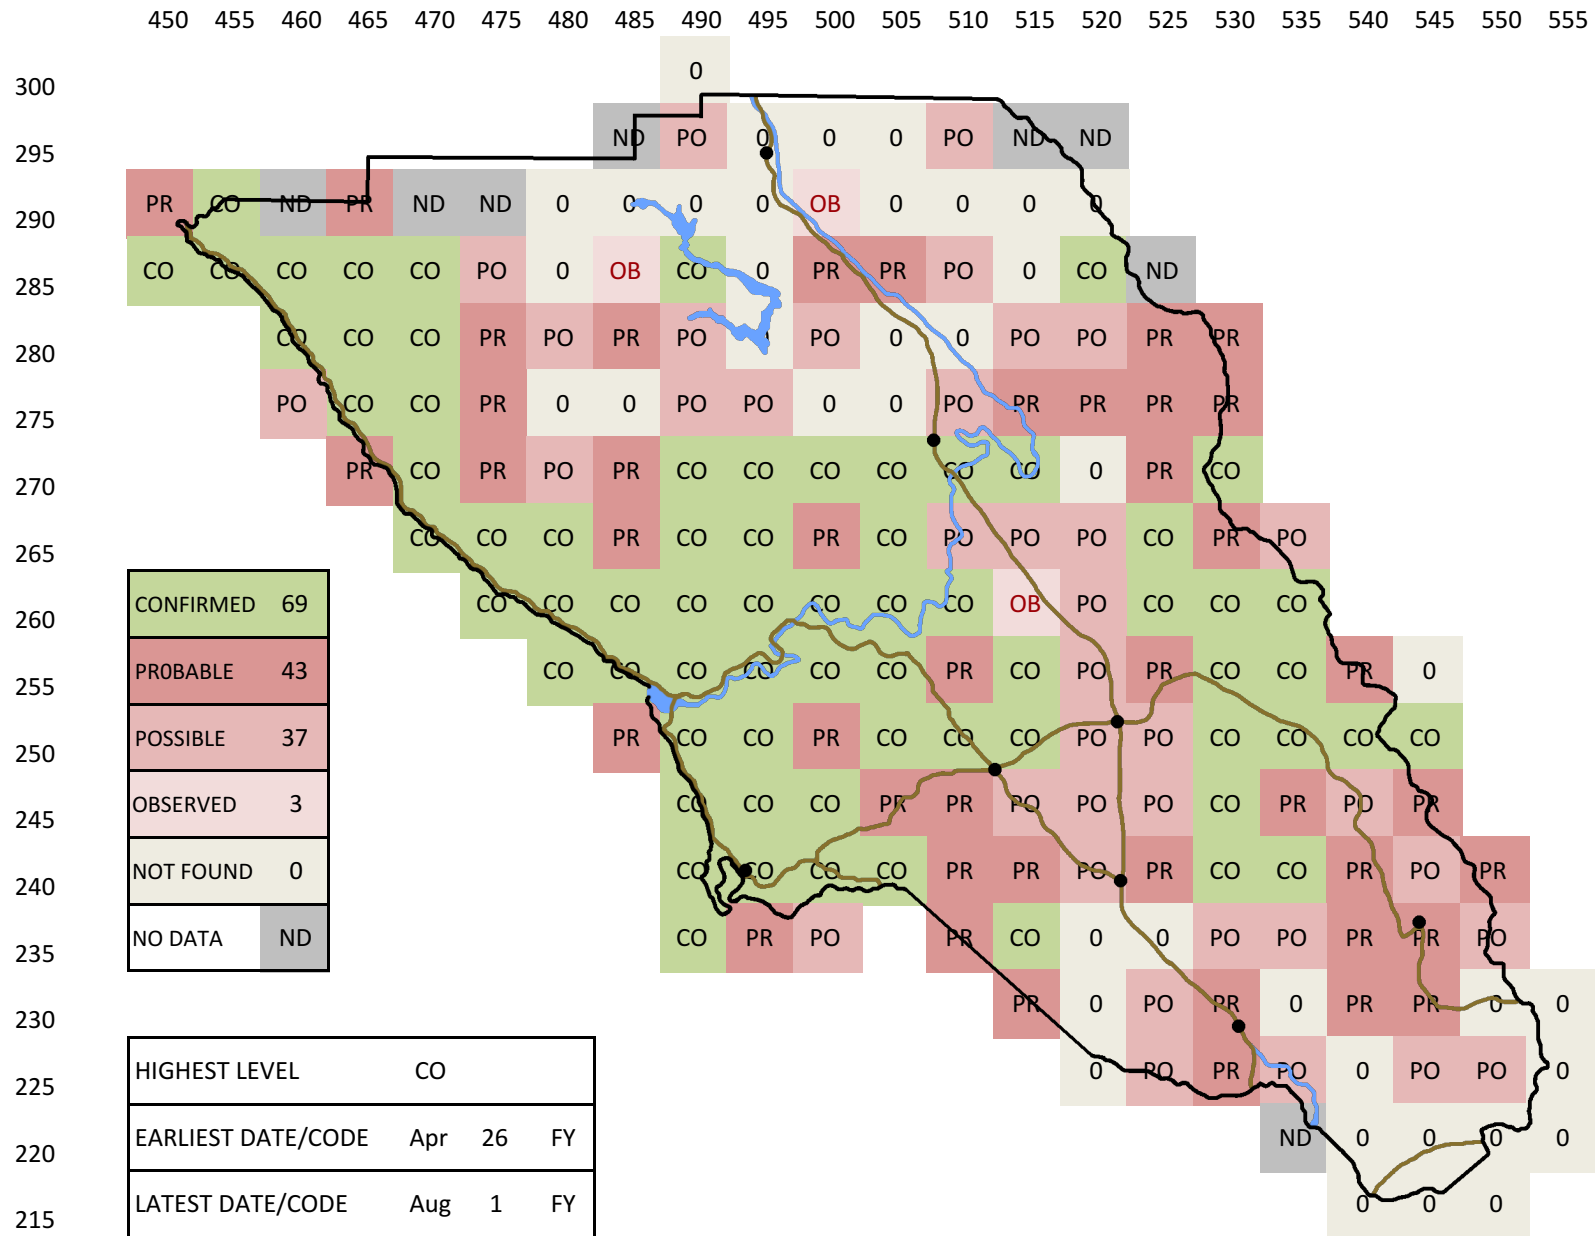 450 455 460 465 470 475 480 485 490 495 500 505 510 515 520 525 530 535 540 545 550 555
0
300
ND PO 0 0 0 PO ND ND
295
PR CO ND PR ND ND 0 0 0 0 OB 0 0 0 0
290
CO CO CO CO CO PO 0 OB CO 0 PR PR PO 0 CO ND
285
CO CO CO PR PO PR PO 0 PO 0 0 PO PO PR PR
280
PO CO CO PR 0 0 PO PO 0 0 PO PR PR PR PR
275
PR CO PR PO PR CO CO CO CO CO CO 0 PR CO
270
CO CO CO PR CO CO PR CO PO PO PO CO PR PO
265
CO CO CO CO CO CO CO CO OB PO CO CO CO
260
CO CO CO CO CO CO PR CO PO PR CO CO PR 0
255
PR CO CO PR CO CO CO PO PO CO CO CO CO
250
CO CO CO PR PR PO PO PO CO PR PO PR
245
CO CO CO CO PR PR PO PR CO CO PR PO PR
240
CO PR PO PR CO 0 0 PO PO PR PR PO
235
PR 0 PO PR 0 PR PR 0 0
230
0 PO PR PO 0 PO PO 0
225
ND 0 0 0 0
220
0 0 0
215
CONFIRMED 69
PR0BABLE 43
POSSIBLE 37
OBSERVED 3
NOT FOUND 0
NO DATA ND
HIGHEST LEVEL CO
EARLIEST DATE/CODE Apr 26 FY
LATEST DATE/CODE Aug 1 FY